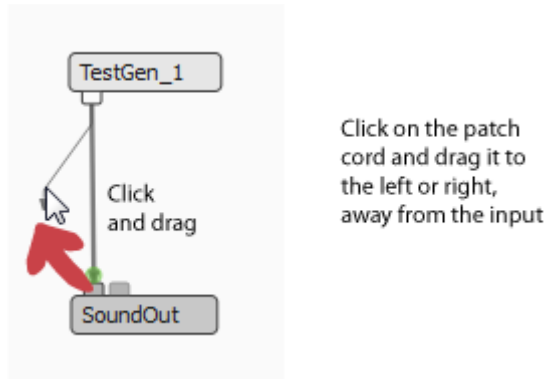 TestGen_1
Click
and drag
SoundOut
Click on the patch
cord and drag it to
the left or right,
away from the input